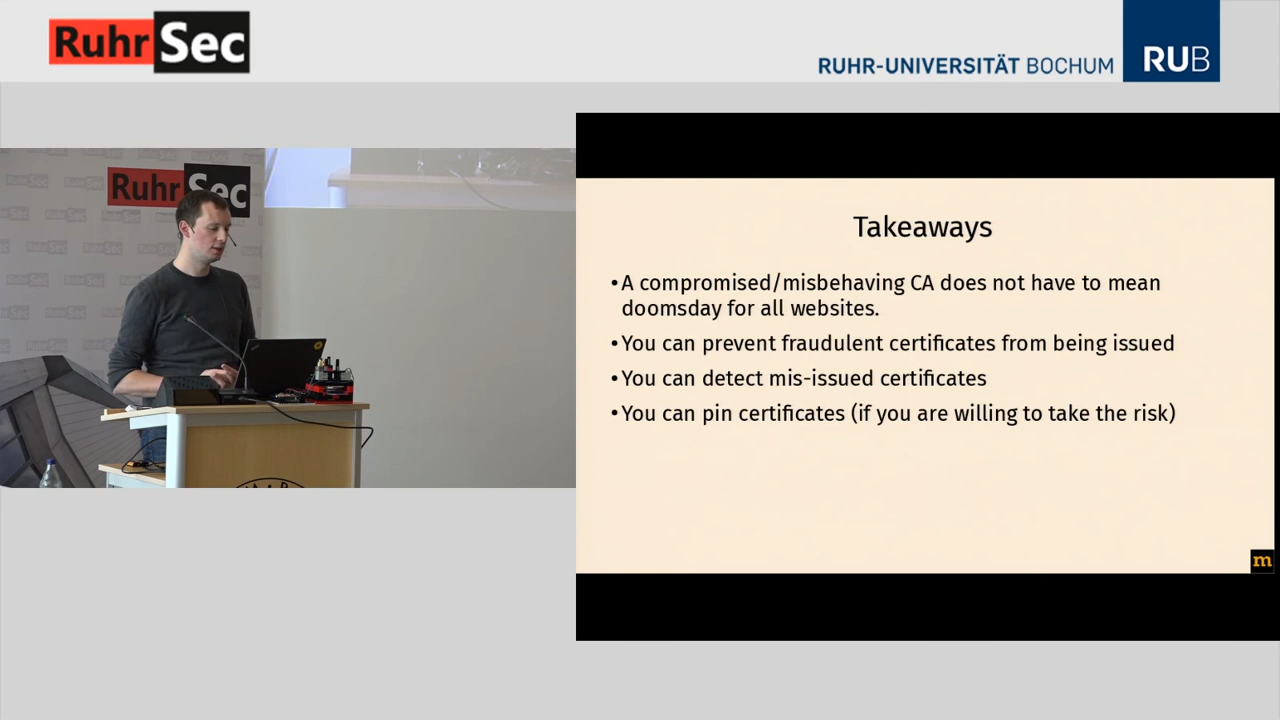 RuhrSec
RUHR-UNIVERSITÄT BOCHUM
RUB
RuhrSec
Takeaways
•A compromised/misbehaving CA does not have to mean
doomsday for all websites.
•You can prevent fraudulent certificates from being issued
•You can detect mis-issued certificates
•You can pin certificates (if you are willing to take the risk)
m